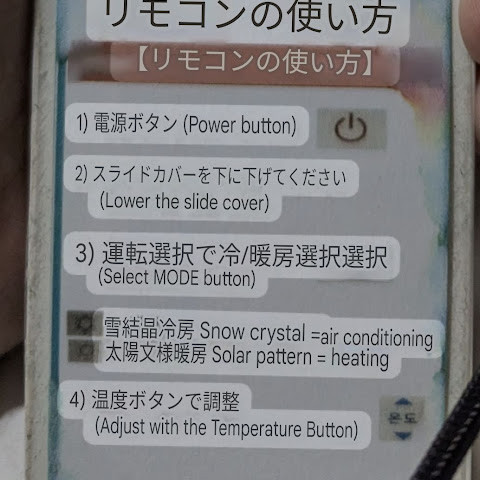 リモコンの使い方
【リモコンの使い方】
1) 電源ボタン (Power button)
2) スライドカバーを下に下げてください
(Lower the slide cover)
3) 運転選択で冷/暖房選択選択
(Select MODE button)
雪結晶冷房 Snow crystal =air conditioning
太陽文様暖房 Solar pattern = heating
4) 温度ボタンで調整
온도
(Adjust with the Temperature Button)